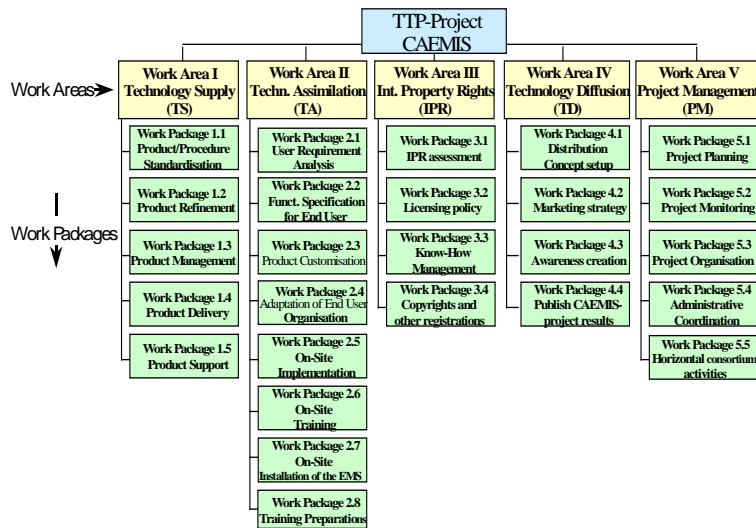 TTP-Project
CAEMIS
Work Areas
Work Area I
Technology Supply
(TS)
Work Area II
Techn. Assimilation
(TA)
Work Area III
Int. Property Rights
(IPR)
Work Area IV
Technology Diffusion
(TD)
Work Area V
Project Management
(PM)
Work Packages
Work Package 1.1
Product/Procedure
Standardisation
Work Package 1.2
Product Refinement
Work Package 1.3
Product Management
Work Package 1.4
Product Delivery
Work Package 1.5
Product Support
Work Package 2.1
User Requirement
Analysis
Work Package 2.2
Funct. Specification
for End User
Work Package 2.3
Product Customisation
Work Package 2.4
Adaptation of End User
Organisation
Work Package 2.5
On-Site
Implementation
Work Package 2.6
On-Site
Training
Work Package 2.7
On-Site
Installation of the EMS
Work Package 2.8
Training Preparations
Work Package 3.1
IPR assessment
Work Package 3.2
Licensing policy
Work Package 3.3
Know-How
Management
Work Package 3.4
Copyrights and
other registrations
Work Package 4.1
Distribution
Concept setup
Work Package 4.2
Marketing strategy
Work Package 4.3
Awareness creation
Work Package 4.4
Publish CAEMIS-
project results
Work Package 5.1
Project Planning
Work Package 5.2
Project Monitoring
Work Package 5.3
Project Organisation
Work Package 5.4
Administrative
Coordination
Work Package 5.5
Horizontal consortium
activities